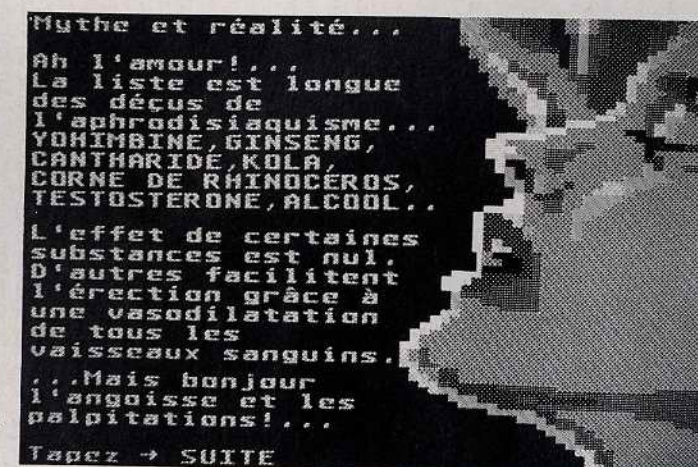 Mythe et réalité...
Ah l'amour!...
La liste est longue
des déçus de
l'aphrodisiaquisme...
YOHIMBINE,GINSENG,
CANTHARIDE,KOLA,
CORNE DE RHINOCEROS,
TESTOSTERONE,ALCOOL..
L'effet de certaines
substances est nul.
D'autres facilitent
l'érection grâce à
une vasodilatation
de tous les
vaisseaux sanguins.
...Mais bonjour
l'angoisse et les
palpitations!...
Tapez → SUITE